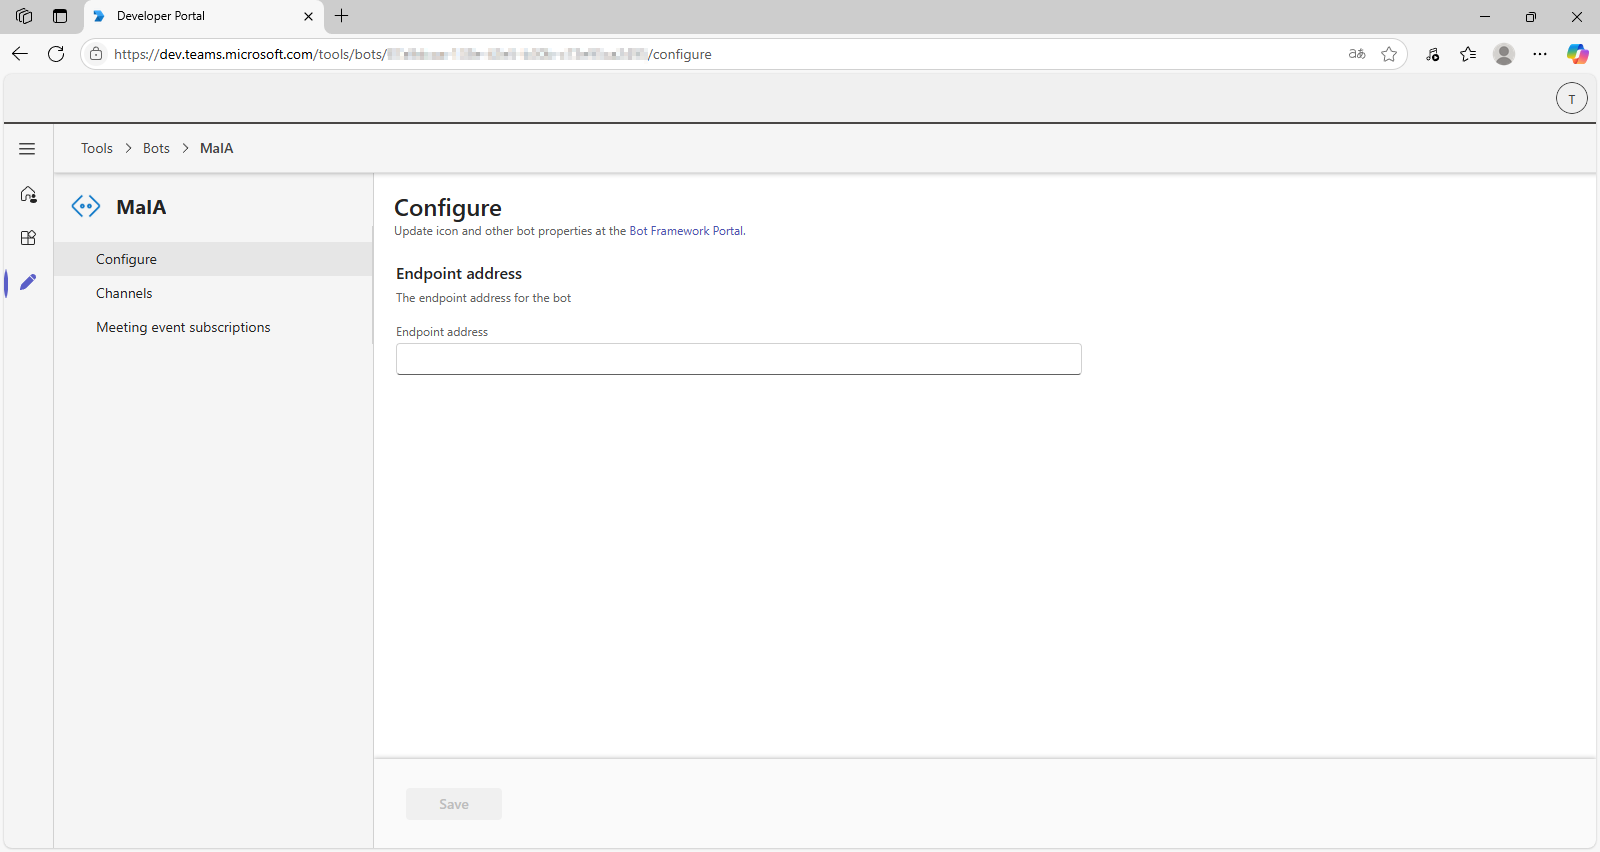 Developer Portal
https://dev.teams.microsoft.com/tools/bots/ /configure
aあ
T
Tools > Bots > MaIA
MaIA
Configure
Channels
Meeting event subscriptions
Configure
Update icon and other bot properties at the Bot Framework Portal.
Endpoint address
The endpoint address for the bot
Endpoint address
Save